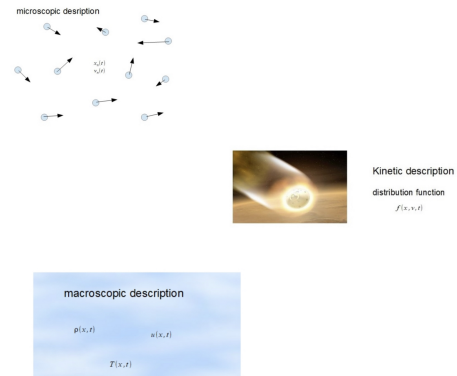 microscopic desription
x_i(t)
v_i(t)
Kinetic description
distribution function
f(x,v,t)
macroscopic description
ρ(x,t)
u(x,t)
T(x,t)